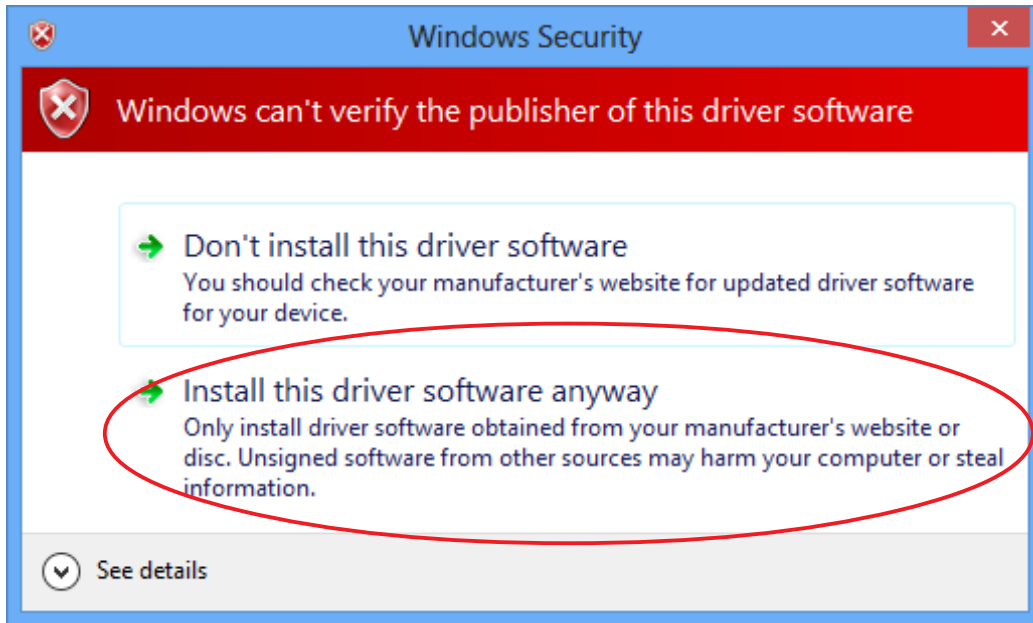 Windows Security
Windows can't verify the publisher of this driver software
Don't install this driver software
You should check your manufacturer's website for updated driver software
for your device.
Install this driver software anyway
Only install driver software obtained from your manufacturer's website or
disc. Unsigned software from other sources may harm your computer or steal
information.
See details